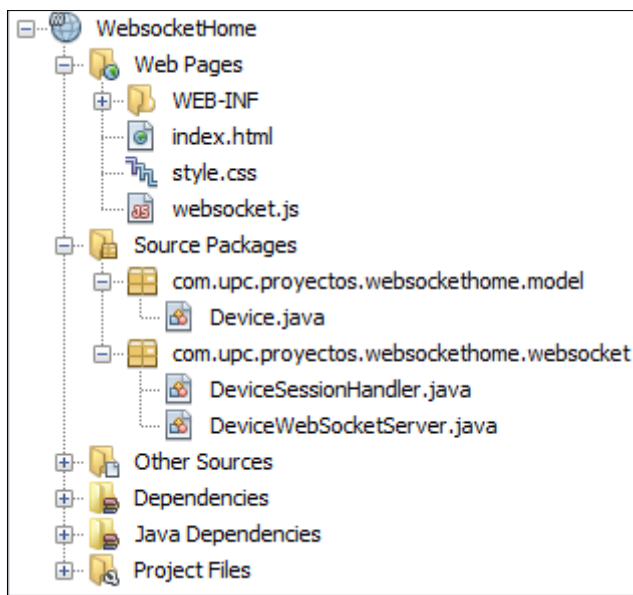 WebsocketHome
Web Pages
WEB-INF
index.html
style.css
websocket.js
Source Packages
com.upc.proyectos.websockethome.model
Device.java
com.upc.proyectos.websockethome.websocket
DeviceSessionHandler.java
DeviceWebSocketServer.java
Other Sources
Dependencies
Java Dependencies
Project Files